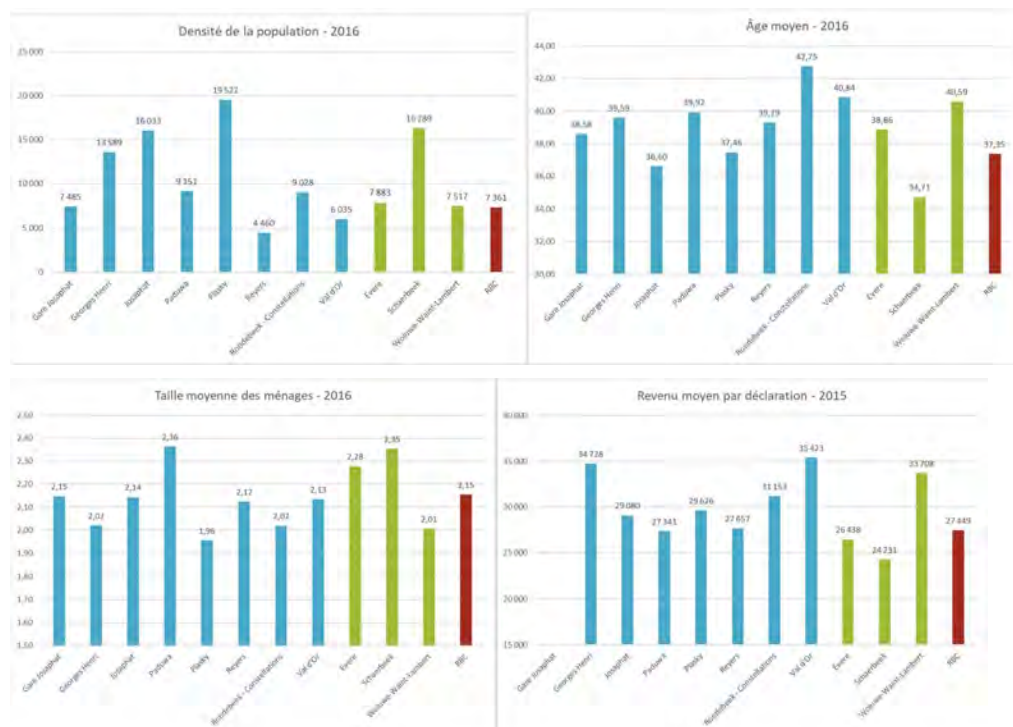 Densité de la population - 2016
25 000
20 000
15 000
10 000
5 000
0
7 485
13 589
16 033
9 151
19 521
4 460
9 028
6 035
7 883
16 289
7 517
7 361
Gare Josaphat
Georges Henri
Josaphat
Paduwa
Plasky
Reyers
Roodebeek - Constellations
Val d'Or
Evere
Schaerbeek
Woluwe-Waint-Lambert
RBC
Âge moyen - 2016
44,00
42,00
40,00
38,00
36,00
34,00
32,00
30,00
38,58
39,59
36,60
39,92
37,46
39,29
42,75
40,84
38,86
34,71
40,59
37,35
Gare Josaphat
Georges Henri
Josaphat
Paduwa
Plasky
Reyers
Roodebeek - Constellations
Val d'Or
Evere
Schaerbeek
Woluwe-Waint-Lambert
RBC
Taille moyenne des ménages - 2016
2,50
2,40
2,30
2,20
2,10
2,00
1,90
1,80
1,70
1,60
1,50
2,15
2,02
2,14
2,36
1,96
2,12
2,02
2,13
2,28
2,35
2,01
2,15
Gare Josaphat
Georges Henri
Josaphat
Paduwa
Plasky
Reyers
Roodebeek - Constellations
Val d'Or
Evere
Schaerbeek
Woluwe-Waint-Lambert
RBC
Revenu moyen par déclaration - 2015
40 000
35 000
30 000
25 000
20 000
15 000
34 728
29 080
27 341
29 626
27 657
31 153
35 423
26 438
24 231
33 708
27 449
Gare Josaphat
Georges Henri
Josaphat
Paduwa
Plasky
Reyers
Roodebeek - Constellations
Val d'Or
Evere
Schaerbeek
Woluwe-Waint-Lambert
RBC